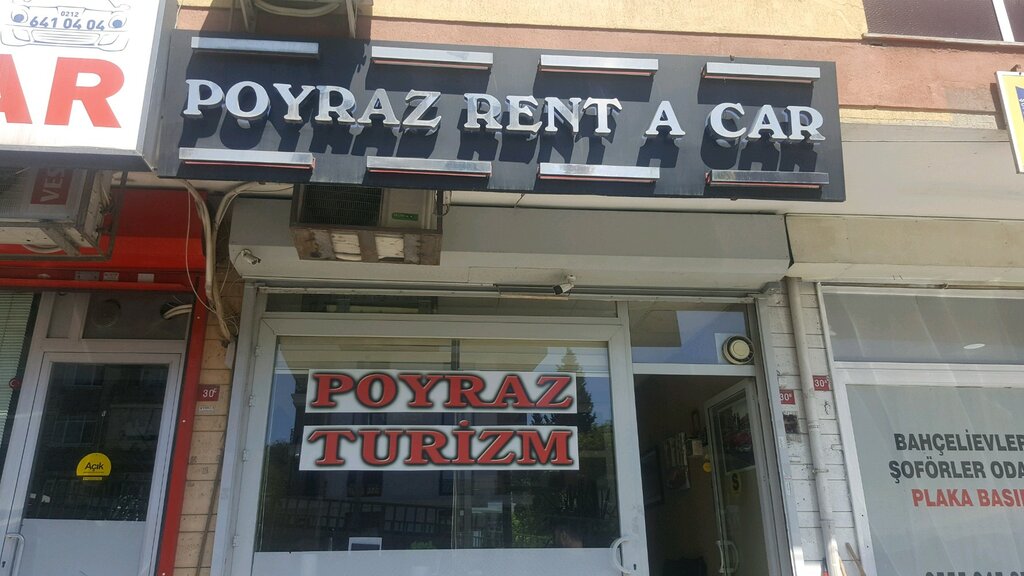 0212
641 04 04
AR
POYRAZ RENT A CAR
POYRAZ
TURİZM
Açık
30
30
30
BAHÇELİEVLER
ŞOFÖRLER ODA
PLAKA BASI